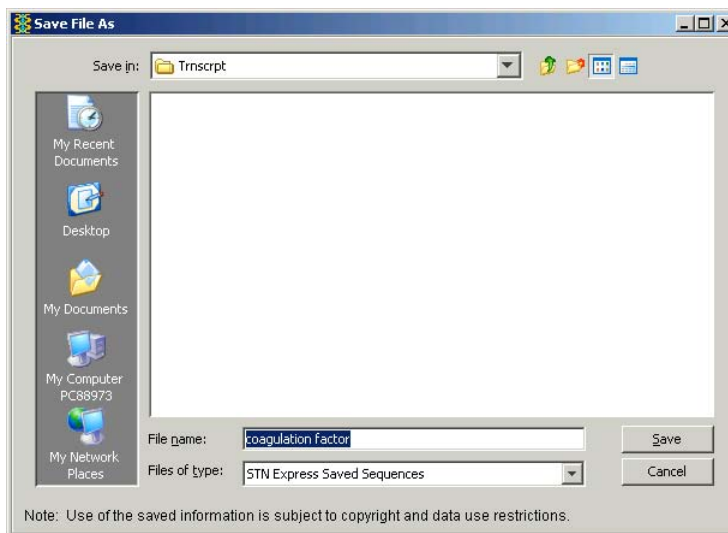 Save File As
Save in: Trnscrpt
My Recent
Documents
Desktop
My Documents
My Computer
PC88973
My Network
Places
File name: coagulation factor Save
Files of type: STN Express Saved Sequences Cancel
Note: Use of the saved information is subject to copyright and data use restrictions.